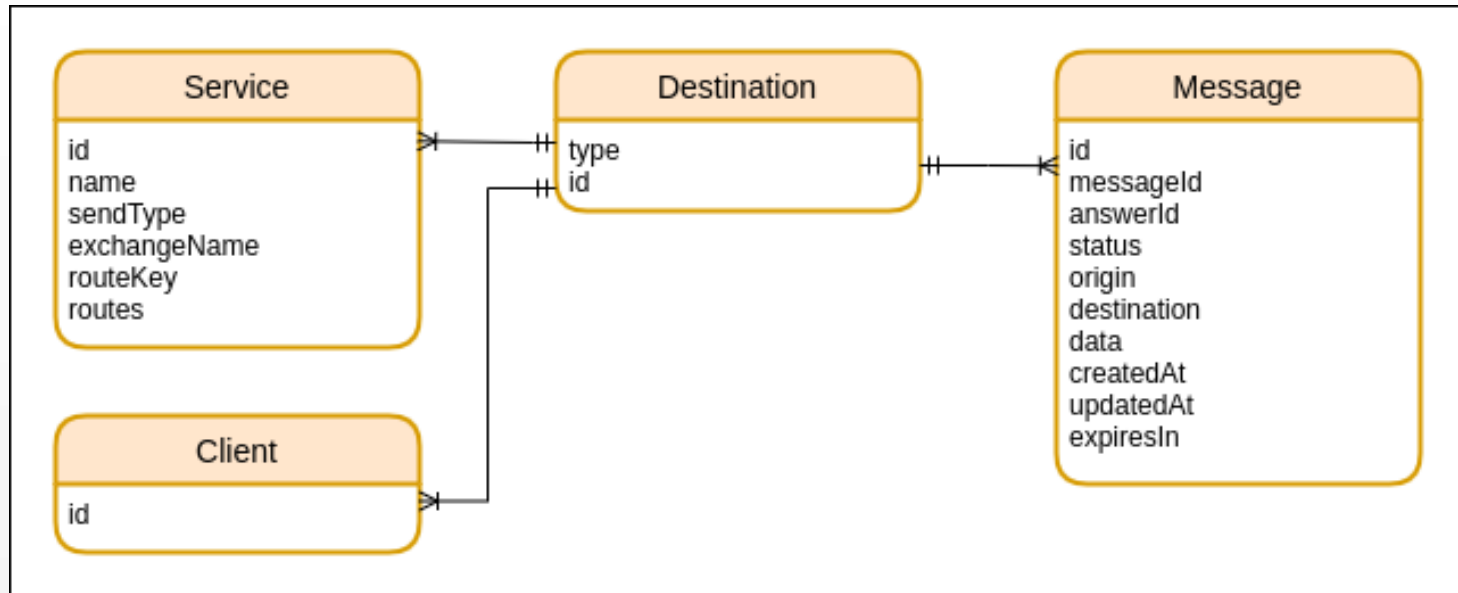 Service
id
name
sendType
exchangeName
routeKey
routes
Client
id
Destination
type
id
Message
id
messageId
answerId
status
origin
destination
data
createdAt
updatedAt
expiresIn